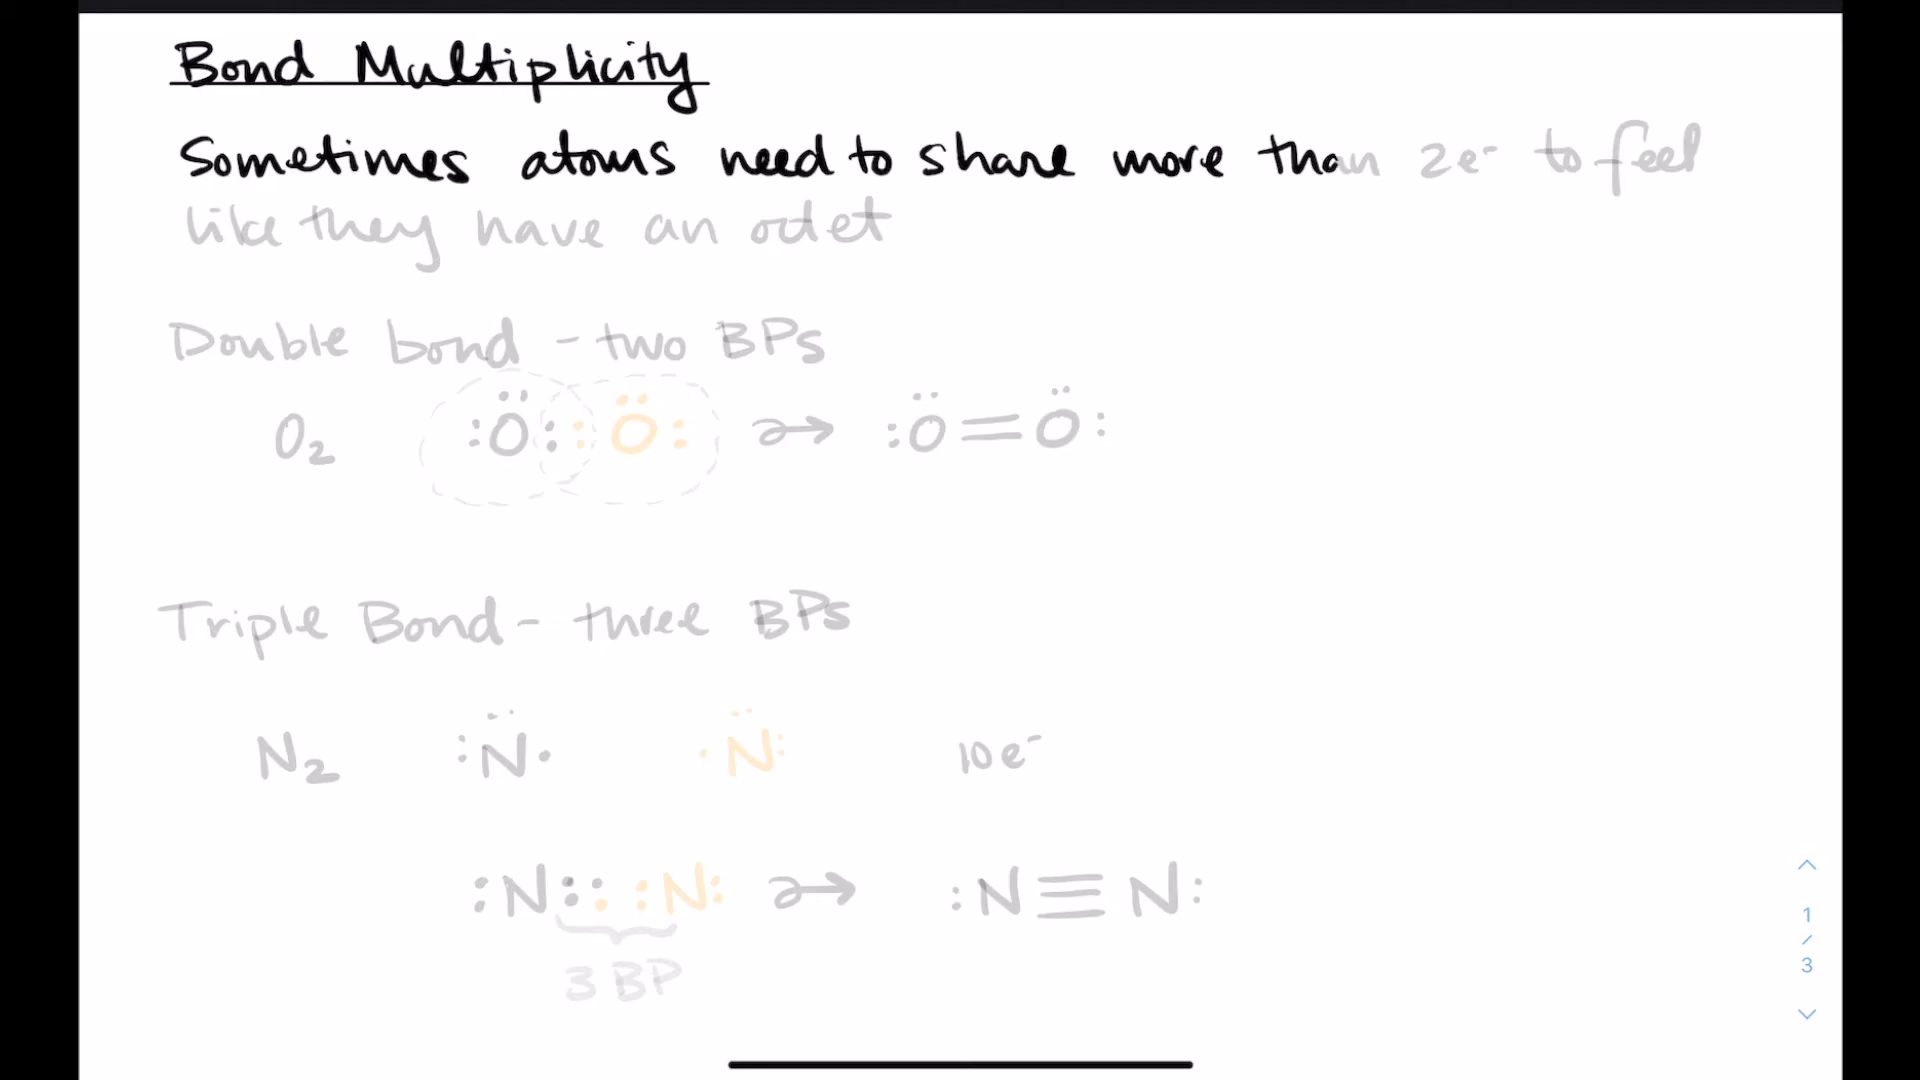 Bond Multiplicity
Sometimes atoms need to share more than 2e⁻ to feel
like they have an octet
Double bond - two BPs
O₂ :Ö: :Ö: → :Ö=Ö:
Triple Bond - three BPs
N₂ :N̈· ·N̈: 10e⁻
:N:: :N: → :N≡N:
3 BP
1
/
3